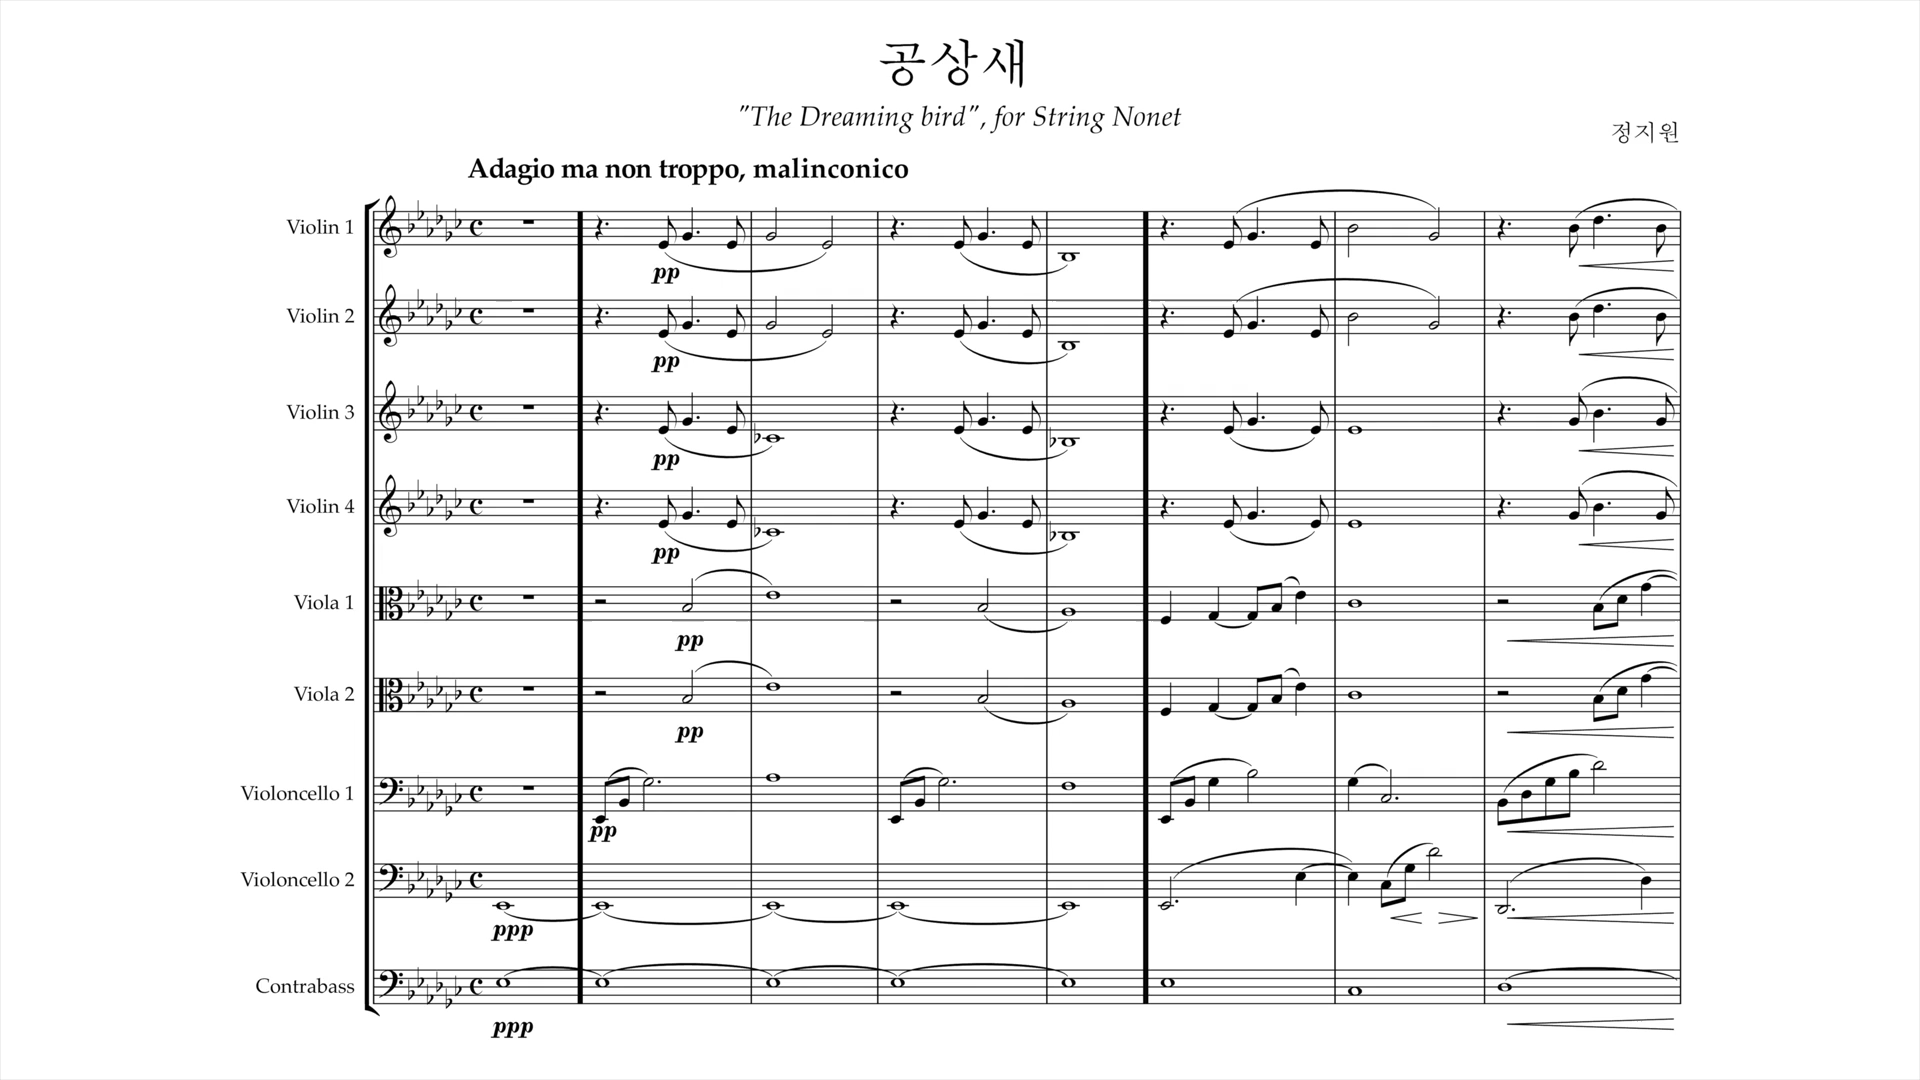 공상새
"The Dreaming bird", for String Nonet
정지원
Adagio ma non troppo, malinconico
Violin 1
pp
Violin 2
pp
Violin 3
pp
Violin 4
pp
Viola 1
pp
Viola 2
pp
Violoncello 1
pp
Violoncello 2
ppp
Contrabass
ppp